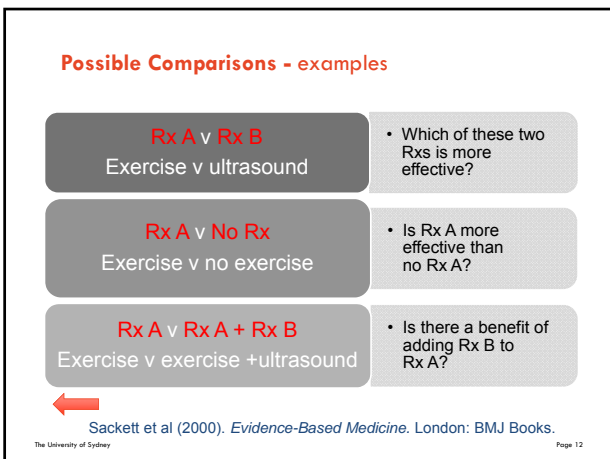 Possible Comparisons - examples
Rx A v Rx B
Exercise v ultrasound
• Which of these two
Rxs is more
effective?
Rx A v No Rx
Exercise v no exercise
• Is Rx A more
effective than
no Rx A?
Rx A v Rx A + Rx B
Exercise v exercise +ultrasound
• Is there a benefit of
adding Rx B to
Rx A?
Sackett et al (2000). Evidence-Based Medicine. London: BMJ Books.
The University of Sydney
Page 12